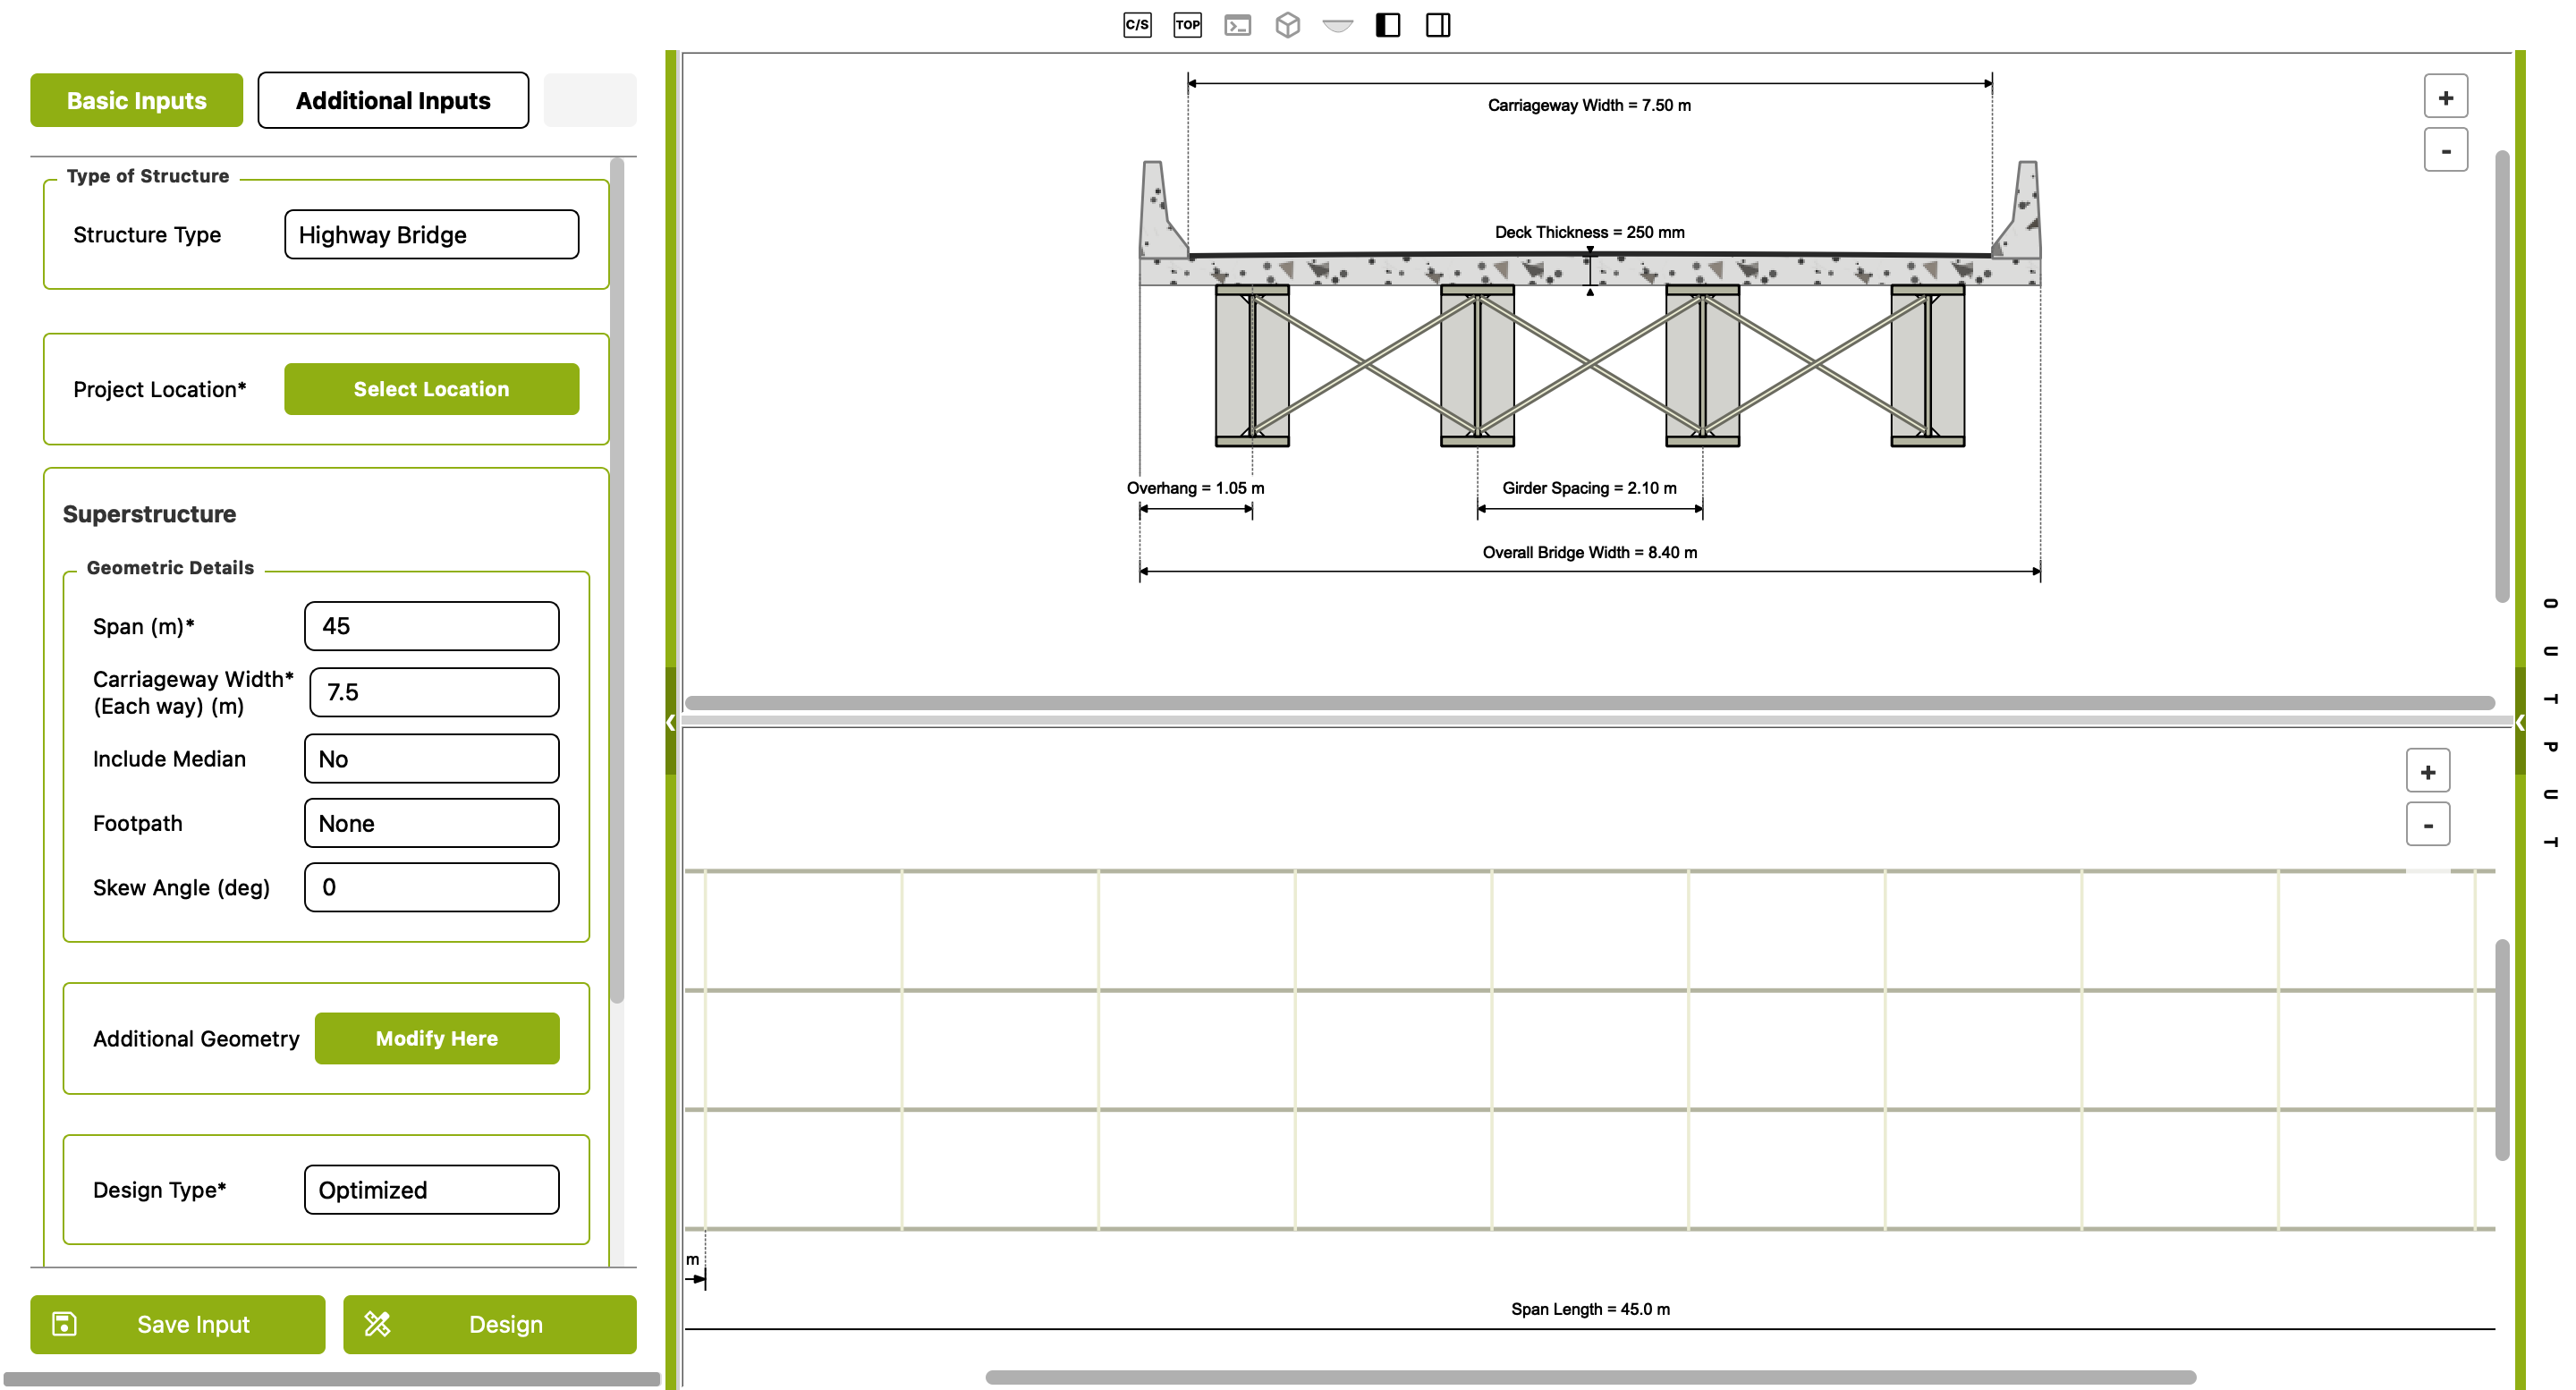 C/S
TOP
Basic Inputs
Additional Inputs
Type of Structure
Structure Type
Highway Bridge
Project Location*
Select Location
Superstructure
Geometric Details
Span (m)*
45
Carriageway Width*
(Each way) (m)
7.5
Include Median
No
Footpath
None
Skew Angle (deg)
0
Additional Geometry
Modify Here
Design Type*
Optimized
Save Input
Design
Carriageway Width = 7.50 m
Deck Thickness = 250 mm
Overhang = 1.05 m
Girder Spacing = 2.10 m
Overall Bridge Width = 8.40 m
+
-
+
-
m
Span Length = 45.0 m
OUTPUT